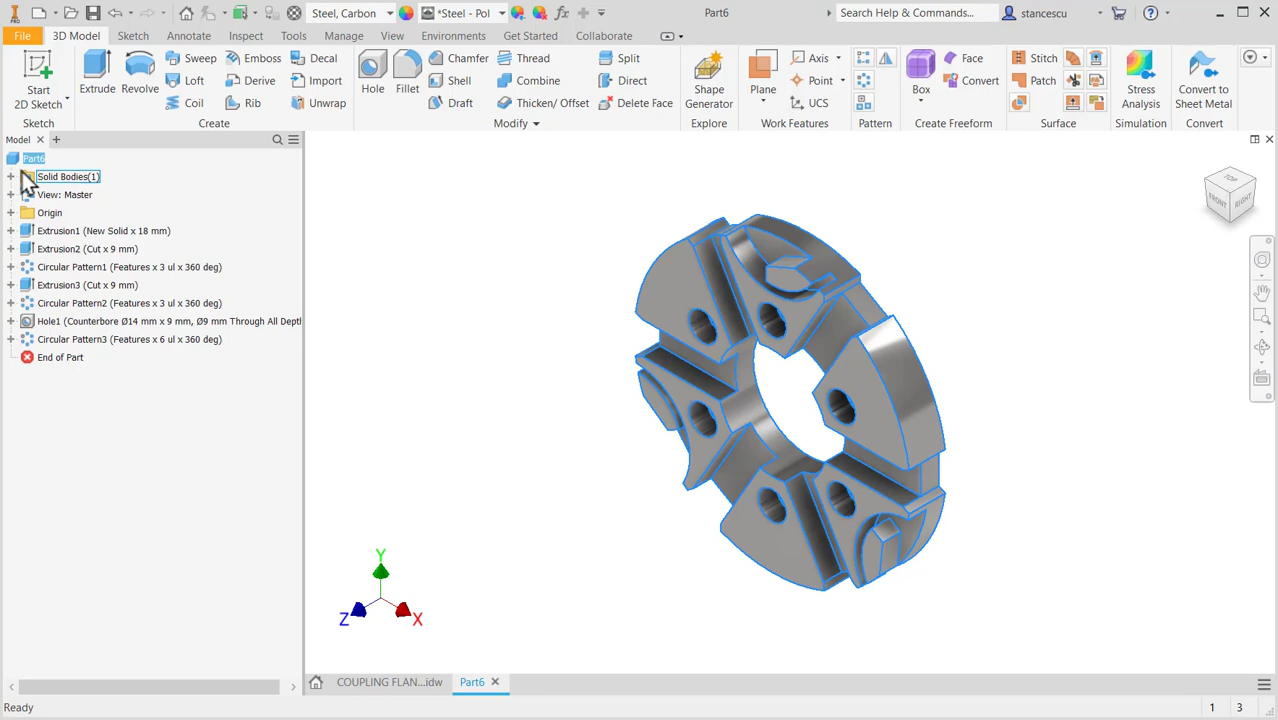 PRO
Steel, Carbon
*Steel - Pol
Part6
Search Help & Commands...
stancescu
File
3D Model
Sketch
Annotate
Inspect
Tools
Manage
View
Environments
Get Started
Collaborate
Start
2D Sketch
Sketch
Extrude
Revolve
Sweep
Emboss
Decal
Loft
Derive
Import
Coil
Rib
Unwrap
Create
Hole
Fillet
Chamfer
Thread
Split
Shell
Combine
Direct
Draft
Thicken/ Offset
Delete Face
Modify
Shape
Generator
Explore
Plane
Axis
Point
UCS
Work Features
Pattern
Box
Face
Convert
Create Freeform
Stitch
Patch
Surface
Stress
Analysis
Simulation
Convert to
Sheet Metal
Convert
Model
Part6
Solid Bodies(1)
View: Master
Origin
Extrusion1 (New Solid x 18 mm)
Extrusion2 (Cut x 9 mm)
Circular Pattern1 (Features x 3 ul x 360 deg)
Extrusion3 (Cut x 9 mm)
Circular Pattern2 (Features x 3 ul x 360 deg)
Hole1 (Counterbore Ø14 mm x 9 mm, Ø9 mm Through All Depth
Circular Pattern3 (Features x 6 ul x 360 deg)
End of Part
TOP
FRONT
RIGHT
Y
Z
X
COUPLING FLAN...idw
Part6
Ready
1
3